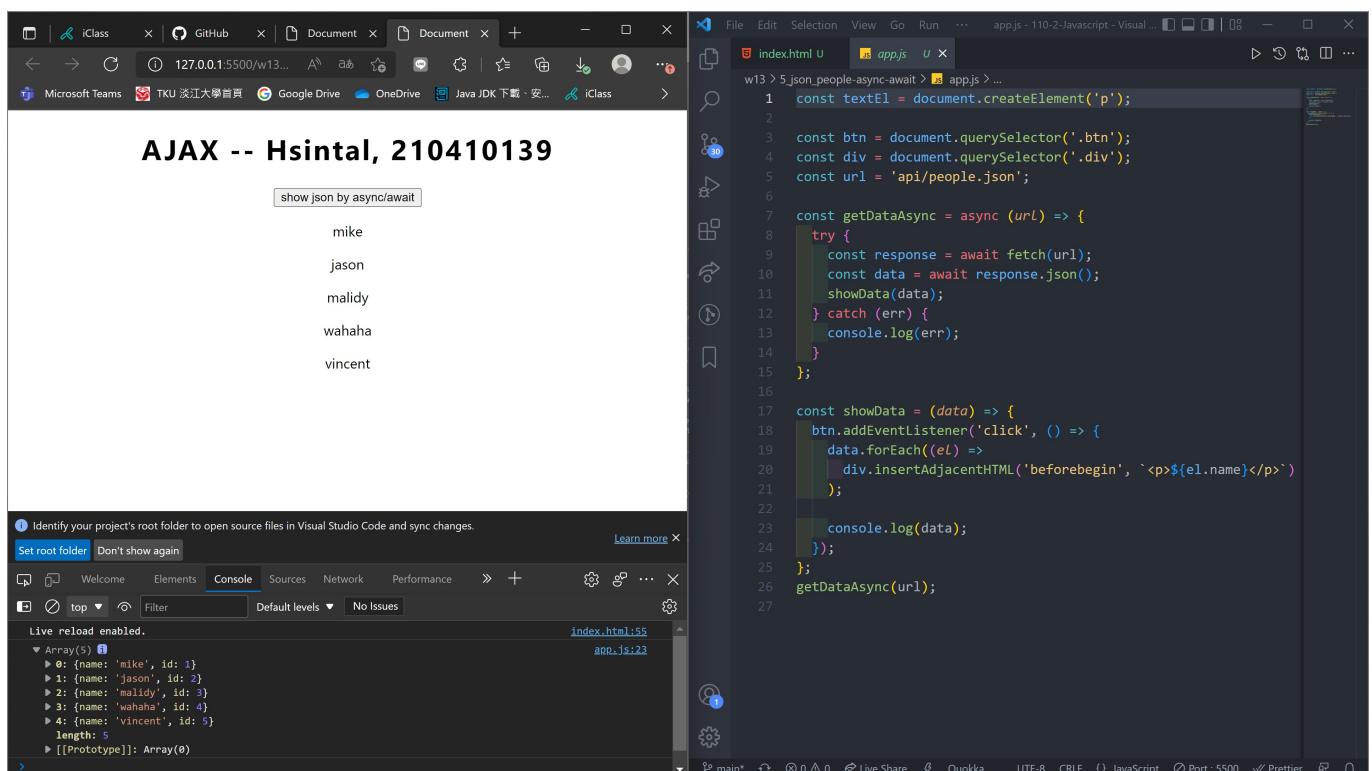 iClass
GitHub
Document
Document
127.0.0.1:5500/w13...
Microsoft Teams
TKU 淡江大學首頁
Google Drive
OneDrive
Java JDK 下載 - 安...
iClass
AJAX -- Hsintal, 210410139
show json by async/await
mike
jason
malidy
wahaha
vincent
Identify your project's root folder to open source files in Visual Studio Code and sync changes.
Learn more
Set root folder Don't show again
Welcome Elements Console Sources Network Performance
top Filter Default levels No Issues
Live reload enabled. index.html:55
Array(5) app.js:23
0: {name: 'mike', id: 1}
1: {name: 'jason', id: 2}
2: {name: 'malidy', id: 3}
3: {name: 'wahaha', id: 4}
4: {name: 'vincent', id: 5}
length: 5
[[Prototype]]: Array(0)
File Edit Selection View Go Run ··· app.js - 110-2-Javascript - Visual ...
index.html U JS app.js U
w13 > 5_json_people-async-await > JS app.js > ...
1 const textEl = document.createElement('p');
2
3 const btn = document.querySelector('.btn');
4 const div = document.querySelector('.div');
5 const url = 'api/people.json';
6
7 const getDataAsync = async (url) => {
8 try {
9 const response = await fetch(url);
10 const data = await response.json();
11 showData(data);
12 } catch (err) {
13 console.log(err);
14 }
15 };
16
17 const showData = (data) => {
18 btn.addEventListener('click', () => {
19 data.forEach((el) =>
20 div.insertAdjacentHTML('beforebegin', `<p>${el.name}</p>`)
21 );
22
23 console.log(data);
24 });
25 };
26 getDataAsync(url);
27
30
1
main* 0 0 Live Share Quokka UTF-8 CRLF {} JavaScript Port : 5500 Prettier